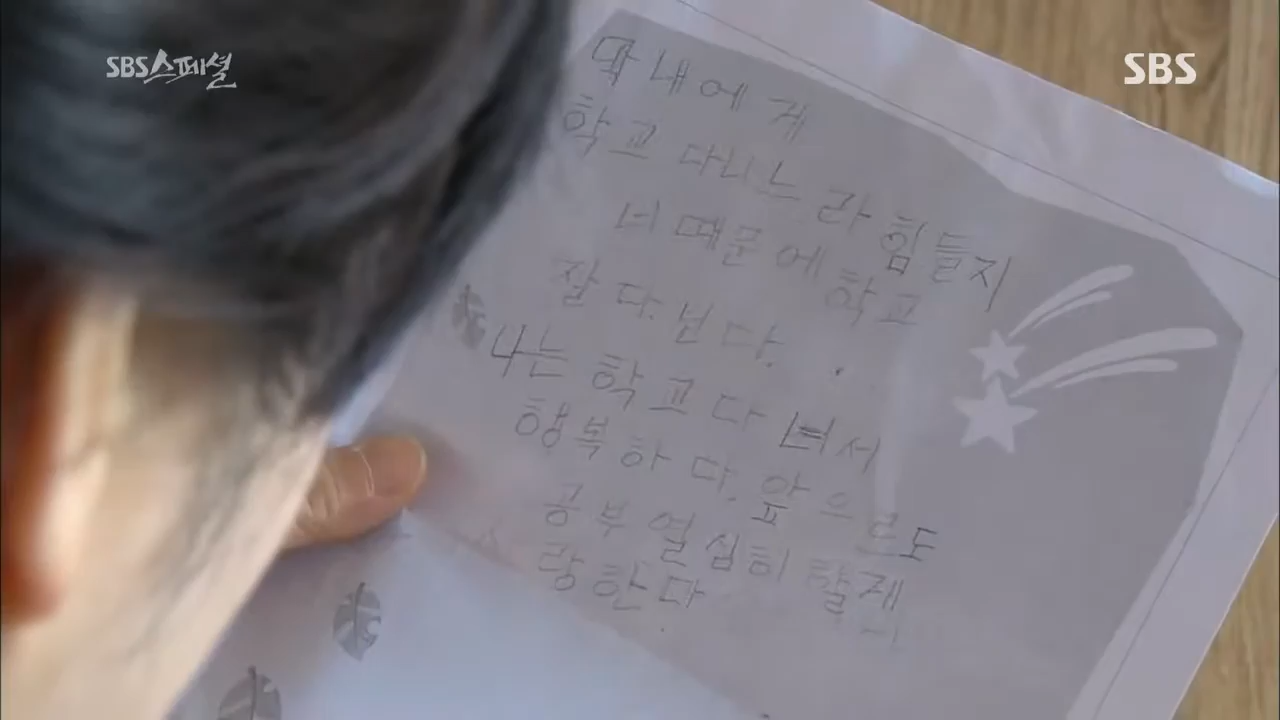 SBS스페셜
SBS
막내에게
학교 다니느라 힘들지
너 때문에 학교
잘 다닌다.
나는 학교 다녀서
행복하다. 앞으로도
공부 열심히 할게
사
랑한다